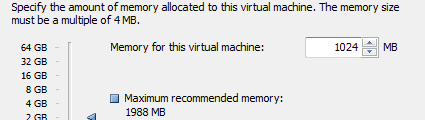 Specify the amount of memory allocated to this virtual machine. The memory size
must be a multiple of 4 MB.
64 GB
Memory for this virtual machine: 1024 MB
32 GB
16 GB
8 GB
Maximum recommended memory:
4 GB
1988 MB
2 GB